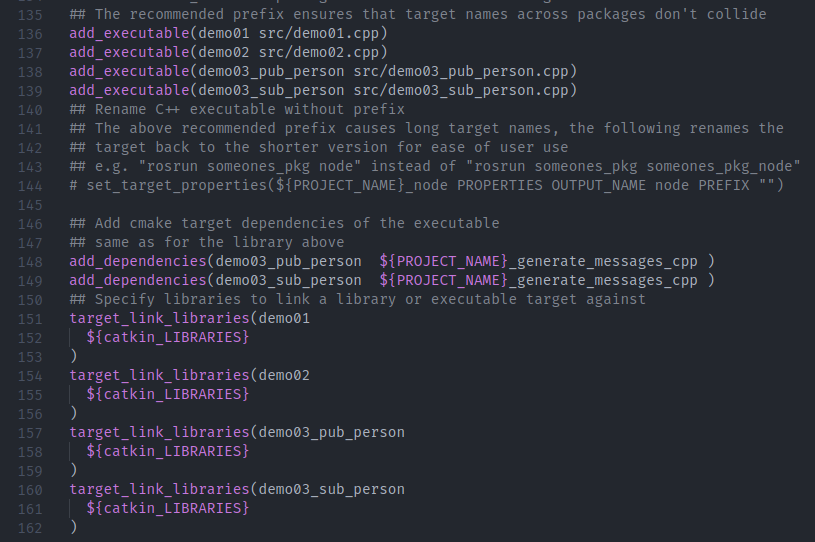 135 ## The recommended prefix ensures that target names across packages don't collide
136 add_executable(demo01 src/demo01.cpp)
137 add_executable(demo02 src/demo02.cpp)
138 add_executable(demo03_pub_person src/demo03_pub_person.cpp)
139 add_executable(demo03_sub_person src/demo03_sub_person.cpp)
140 ## Rename C++ executable without prefix
141 ## The above recommended prefix causes long target names, the following renames the
142 ## target back to the shorter version for ease of user use
143 ## e.g. "rosrun someones_pkg node" instead of "rosrun someones_pkg someones_pkg_node"
144 # set_target_properties(${PROJECT_NAME}_node PROPERTIES OUTPUT_NAME node PREFIX "")
145
146 ## Add cmake target dependencies of the executable
147 ## same as for the library above
148 add_dependencies(demo03_pub_person  ${PROJECT_NAME}_generate_messages_cpp )
149 add_dependencies(demo03_sub_person  ${PROJECT_NAME}_generate_messages_cpp )
150 ## Specify libraries to link a library or executable target against
151 target_link_libraries(demo01
152   ${catkin_LIBRARIES}
153 )
154 target_link_libraries(demo02
155   ${catkin_LIBRARIES}
156 )
157 target_link_libraries(demo03_pub_person
158   ${catkin_LIBRARIES}
159 )
160 target_link_libraries(demo03_sub_person
161   ${catkin_LIBRARIES}
162 )